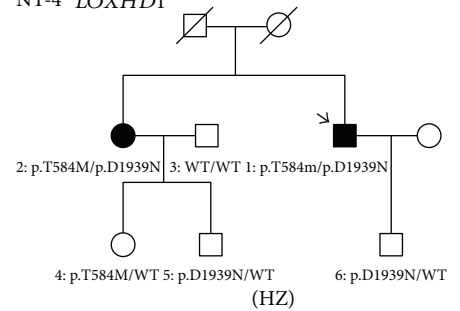 NT-4 LOXHD1
2: p.T584M/p.D1939N 3: WT/WT 1: p.T584m/p.D1939N
4: p.T584M/WT 5: p.D1939N/WT 6: p.D1939N/WT
(HZ)